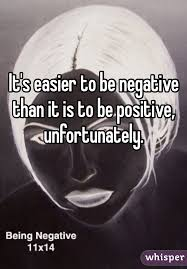 It's easier to be negative
than it is to be positive,
unfortunately.
Being Negative
11x14
whisper